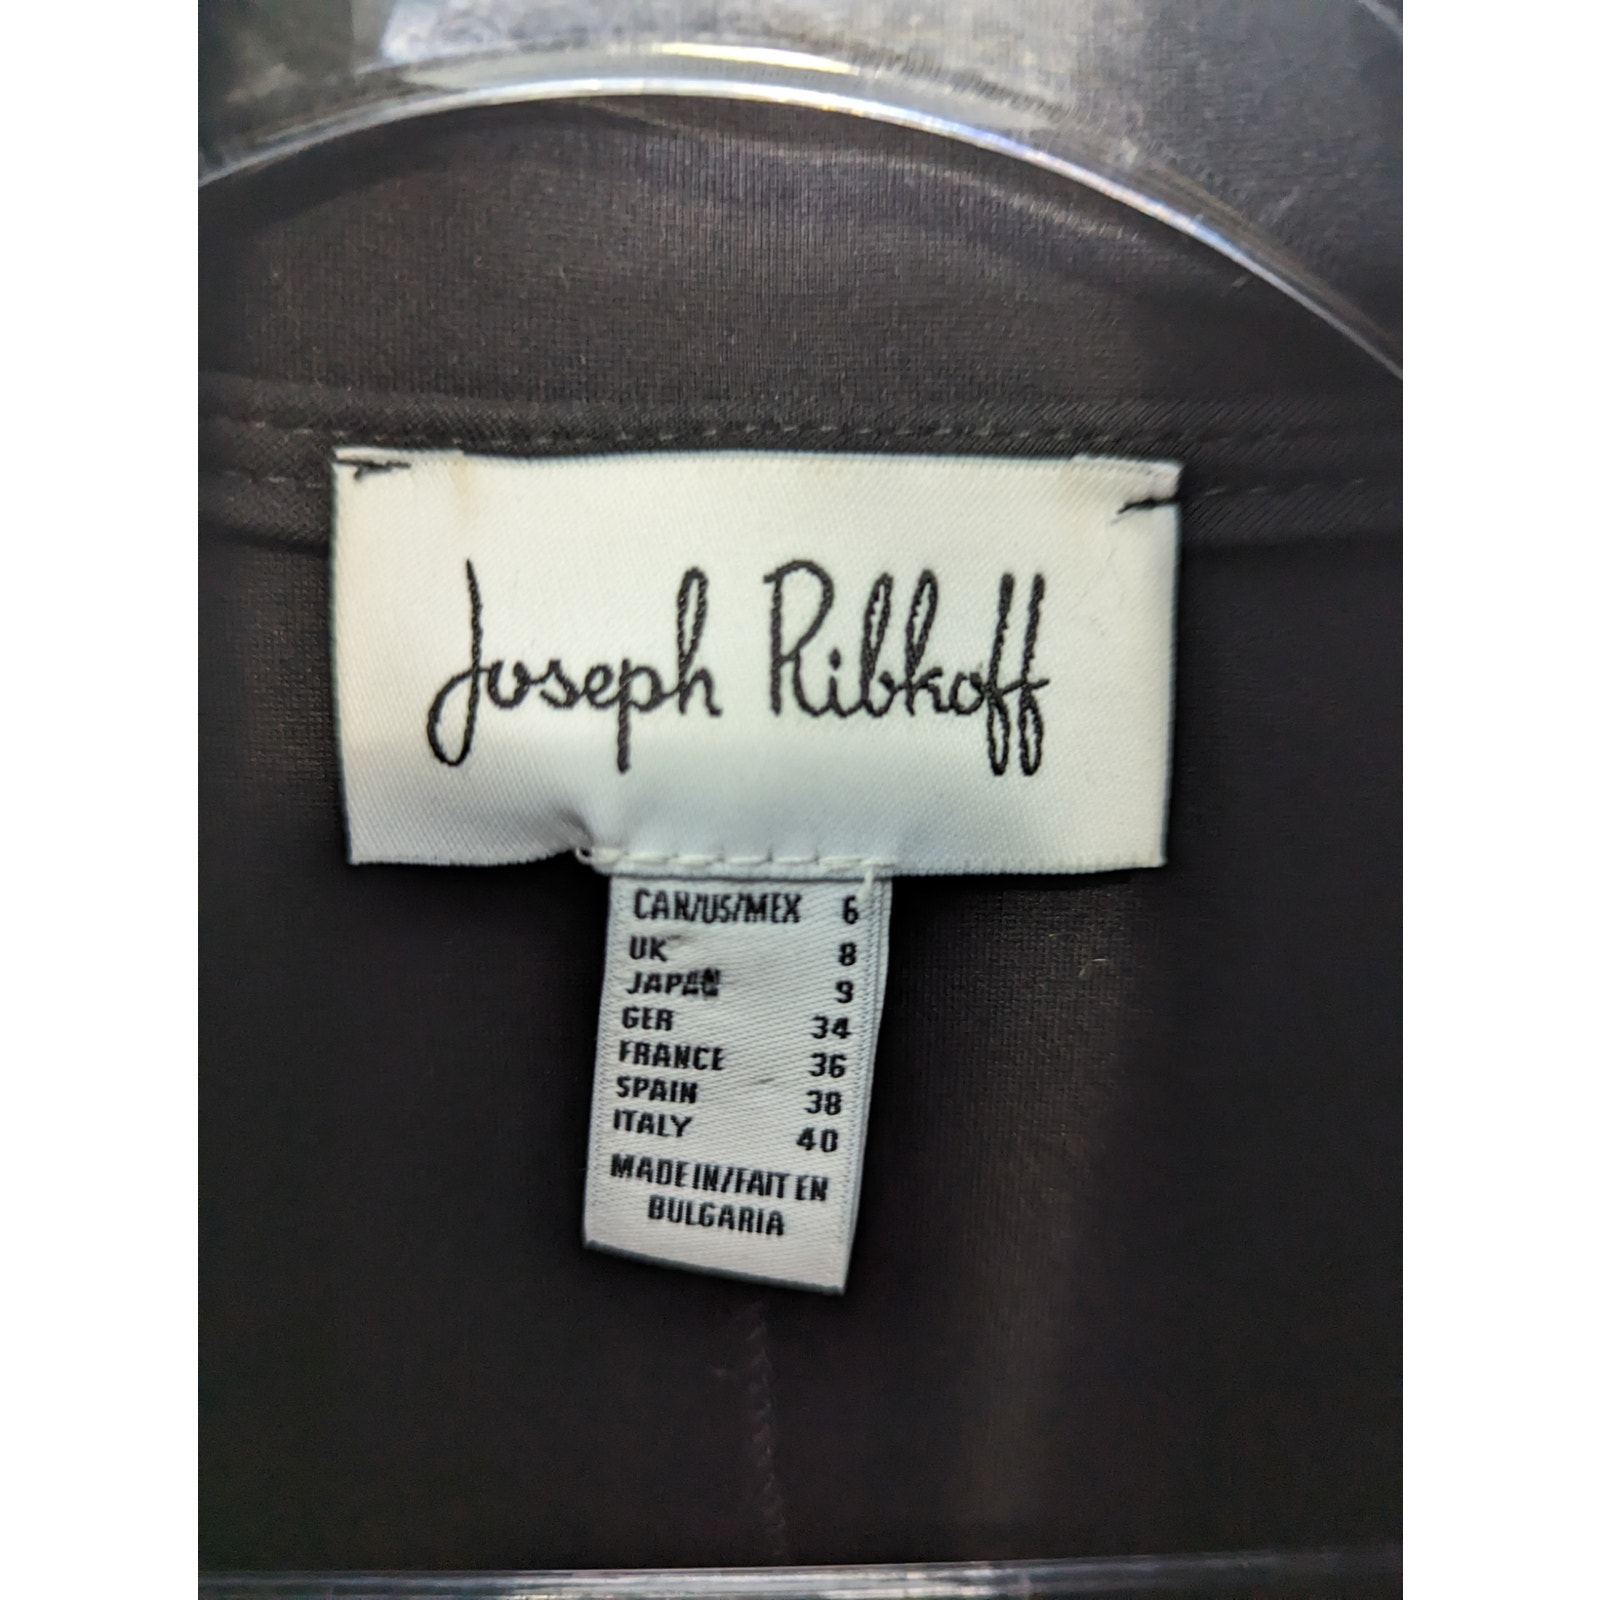 Joseph Ribkoff
CAN/US/MEX 6
UK 8
JAPAN 9
GER 34
FRANCE 36
SPAIN 38
ITALY 40
MADE IN/FAIT EN
BULGARIA